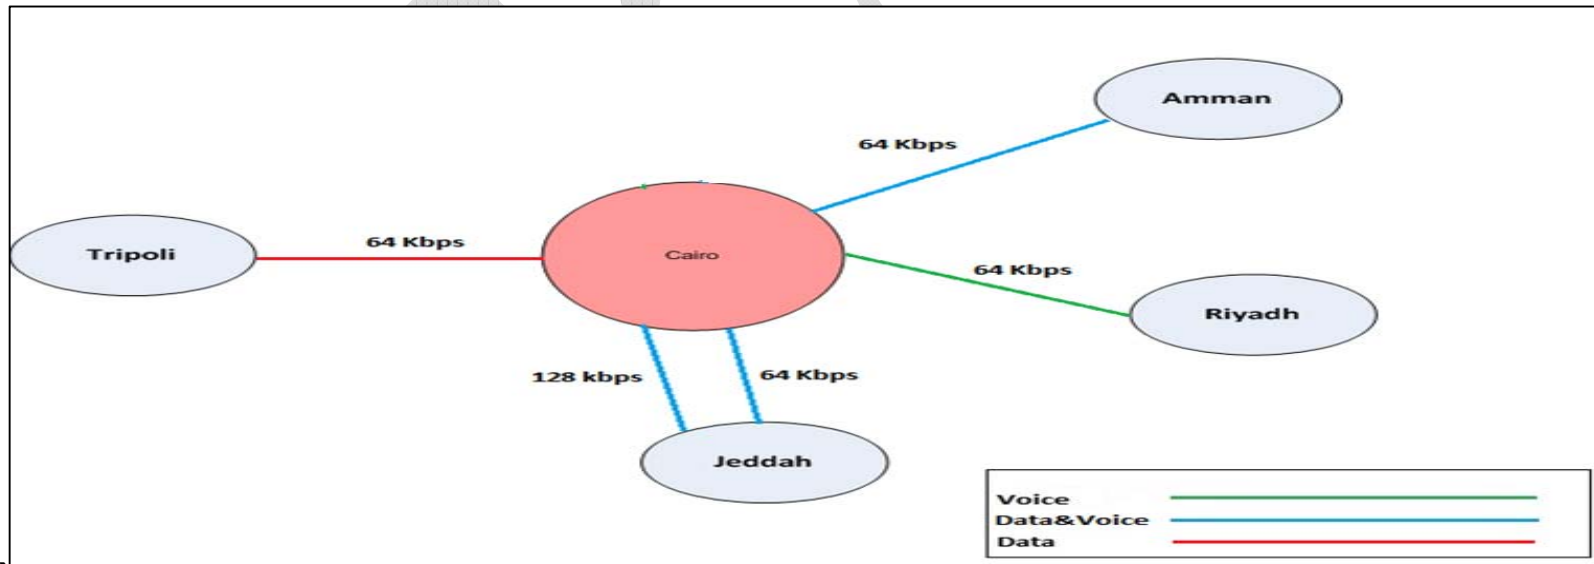 Amman
64 Kbps
Tripoli
64 Kbps
Cairo
64 Kbps
Riyadh
128 kbps
64 Kbps
Jeddah
Voice
Data&Voice
Data